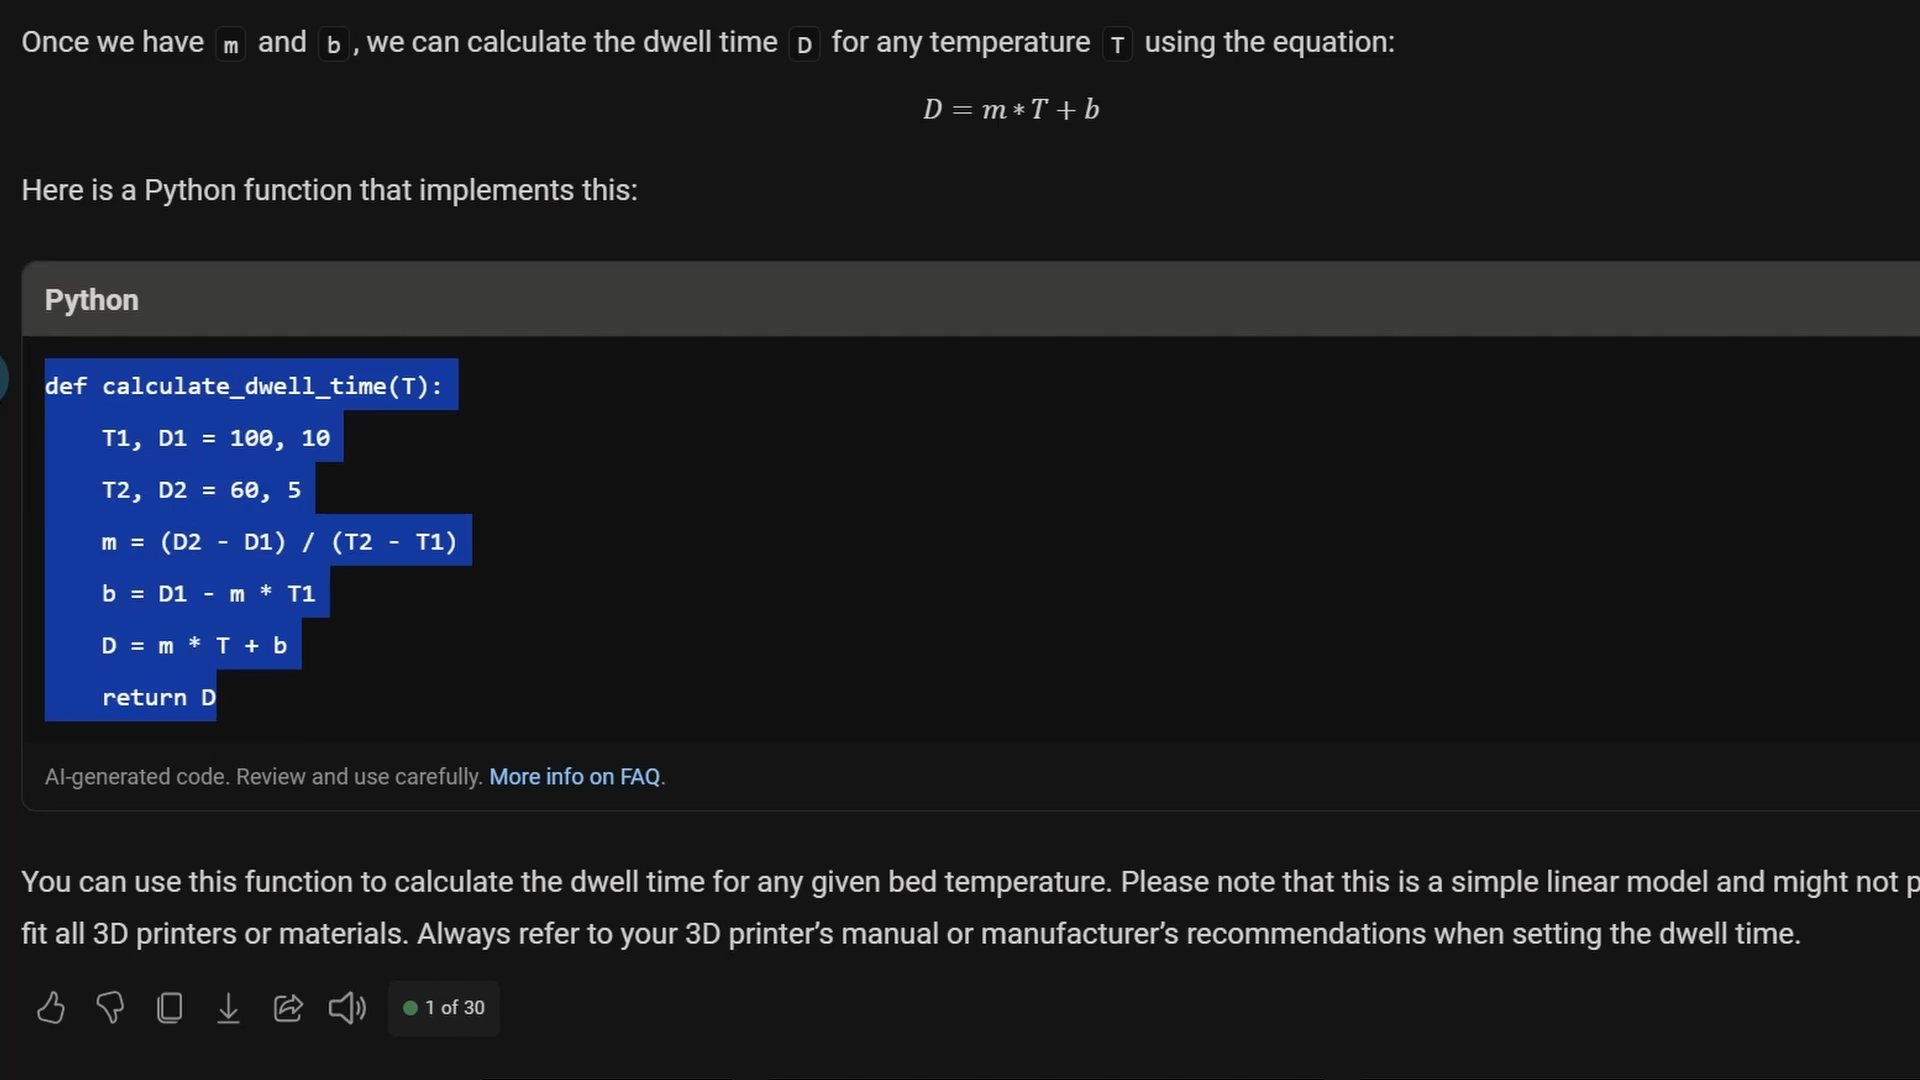 Once we have m and b, we can calculate the dwell time D for any temperature T using the equation:
D = m * T + b
Here is a Python function that implements this:
Python
def calculate_dwell_time(T):
    T1, D1 = 100, 10
    T2, D2 = 60, 5
    m = (D2 - D1) / (T2 - T1)
    b = D1 - m * T1
    D = m * T + b
    return D
AI-generated code. Review and use carefully. More info on FAQ.
You can use this function to calculate the dwell time for any given bed temperature. Please note that this is a simple linear model and might not p
fit all 3D printers or materials. Always refer to your 3D printer’s manual or manufacturer’s recommendations when setting the dwell time.
1 of 30